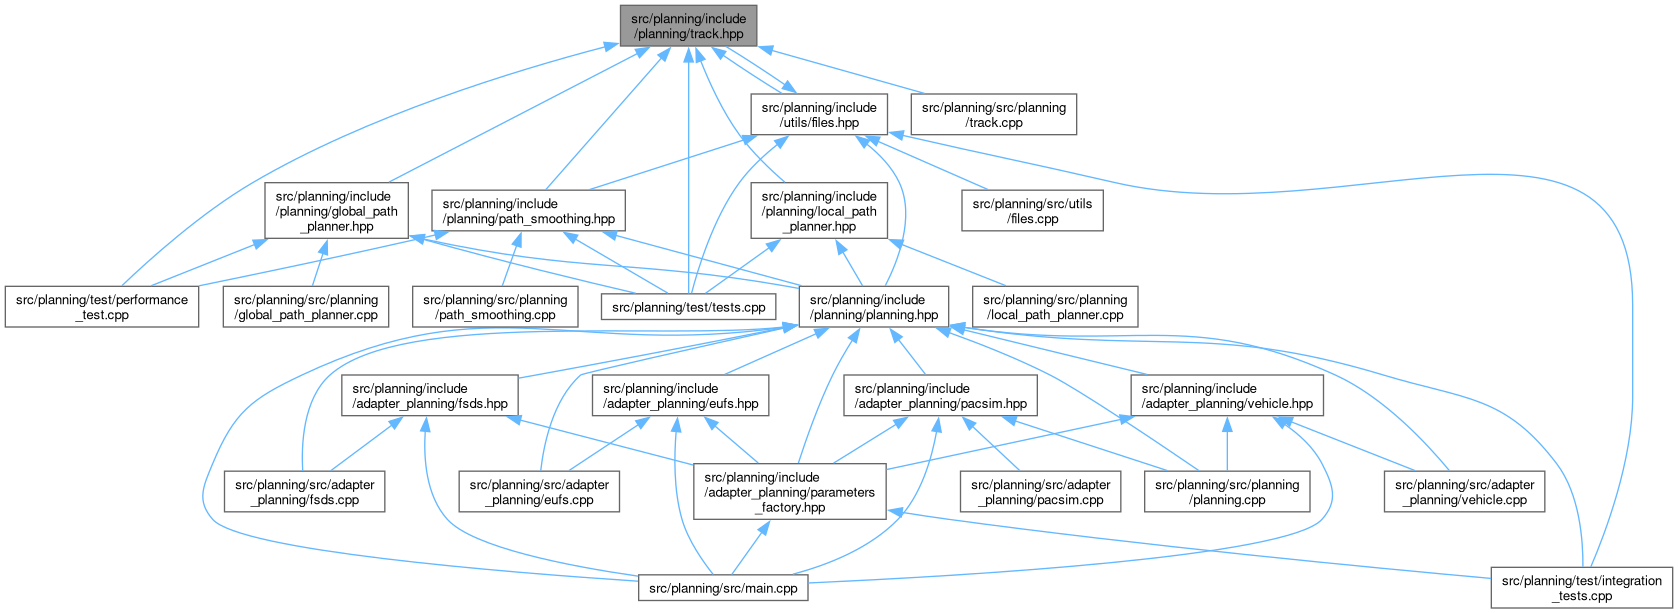 src/planning/include
/planning/track.hpp
src/planning/include
/utils/files.hpp
src/planning/src/planning
/track.cpp
src/planning/include
/planning/global_path
_planner.hpp
src/planning/include
/planning/path_smoothing.hpp
src/planning/include
/planning/local_path
_planner.hpp
src/planning/src/utils
/files.cpp
src/planning/test/performance
_test.cpp
src/planning/src/planning
/global_path_planner.cpp
src/planning/src/planning
/path_smoothing.cpp
src/planning/test/tests.cpp
src/planning/include
/planning/planning.hpp
src/planning/src/planning
/local_path_planner.cpp
src/planning/include
/adapter_planning/fsds.hpp
src/planning/include
/adapter_planning/eufs.hpp
src/planning/include
/adapter_planning/pacsim.hpp
src/planning/include
/adapter_planning/vehicle.hpp
src/planning/src/adapter
_planning/fsds.cpp
src/planning/src/adapter
_planning/eufs.cpp
src/planning/include
/adapter_planning/parameters
_factory.hpp
src/planning/src/adapter
_planning/pacsim.cpp
src/planning/src/planning
/planning.cpp
src/planning/src/adapter
_planning/vehicle.cpp
src/planning/src/main.cpp
src/planning/test/integration
_tests.cpp